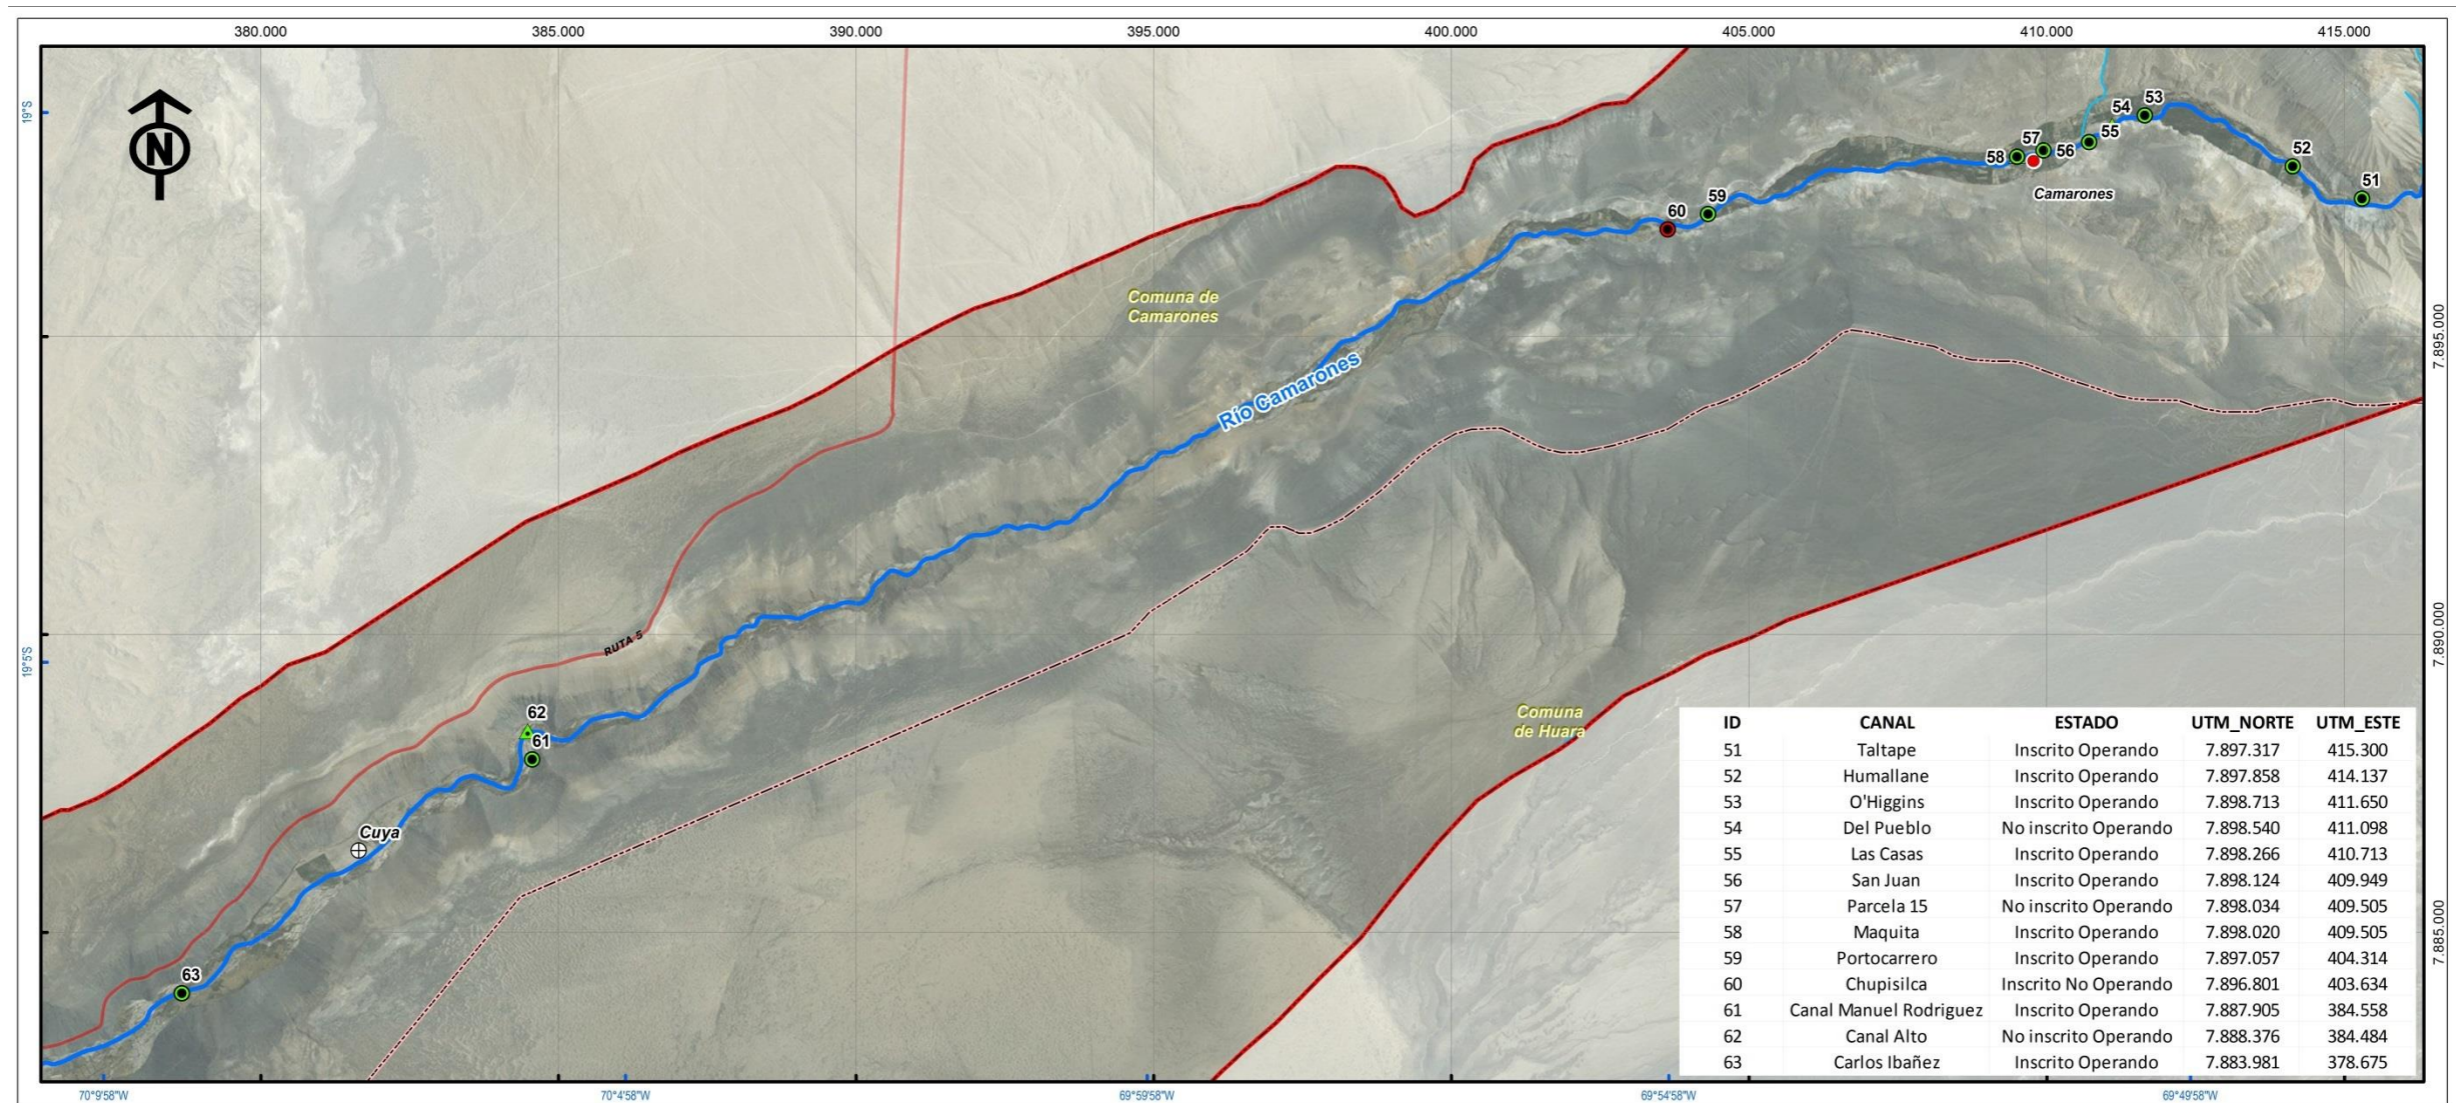 380.000 385.000 390.000 395.000 400.000 405.000 410.000 415.000
19°S
N
53
54
55
57
56
58
52
51
Camarones
59
60
Comuna de
Camarones
7.895.000
Río Camarones
RUTA 5
19°5'S
7.890.000
62
61
Comuna
de Huara
Cuya
63
7.885.000
ID CANAL ESTADO UTM_NORTE UTM_ESTE
51 Taltape Inscrito Operando 7.897.317 415.300
52 Humallane Inscrito Operando 7.897.858 414.137
53 O'Higgins Inscrito Operando 7.898.713 411.650
54 Del Pueblo No inscrito Operando 7.898.540 411.098
55 Las Casas Inscrito Operando 7.898.266 410.713
56 San Juan Inscrito Operando 7.898.124 409.949
57 Parcela 15 No inscrito Operando 7.898.034 409.505
58 Maquita Inscrito Operando 7.898.020 409.505
59 Portocarrero Inscrito Operando 7.897.057 404.314
60 Chupisilca Inscrito No Operando 7.896.801 403.634
61 Canal Manuel Rodriguez Inscrito Operando 7.887.905 384.558
62 Canal Alto No inscrito Operando 7.888.376 384.484
63 Carlos Ibañez Inscrito Operando 7.883.981 378.675
70°9'58"W 70°4'58"W 69°59'58"W 69°54'58"W 69°49'58"W